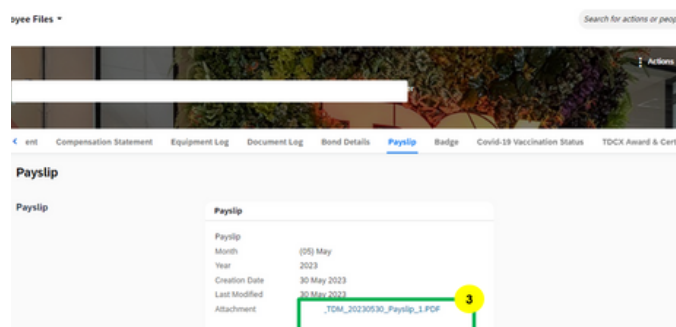 oyee Files
Search for actions or peop
Actions
ent Compensation Statement Equipment Log Document Log Bond Details Payslip Badge Covid-19 Vaccination Status TDCX Award & Cert
Payslip
Payslip
Payslip
Payslip
Month (05) May
Year 2023
Creation Date 30 May 2023
Last Modified 30 May 2023
3
Attachment _TDM_20230530_Payslip_1.PDF